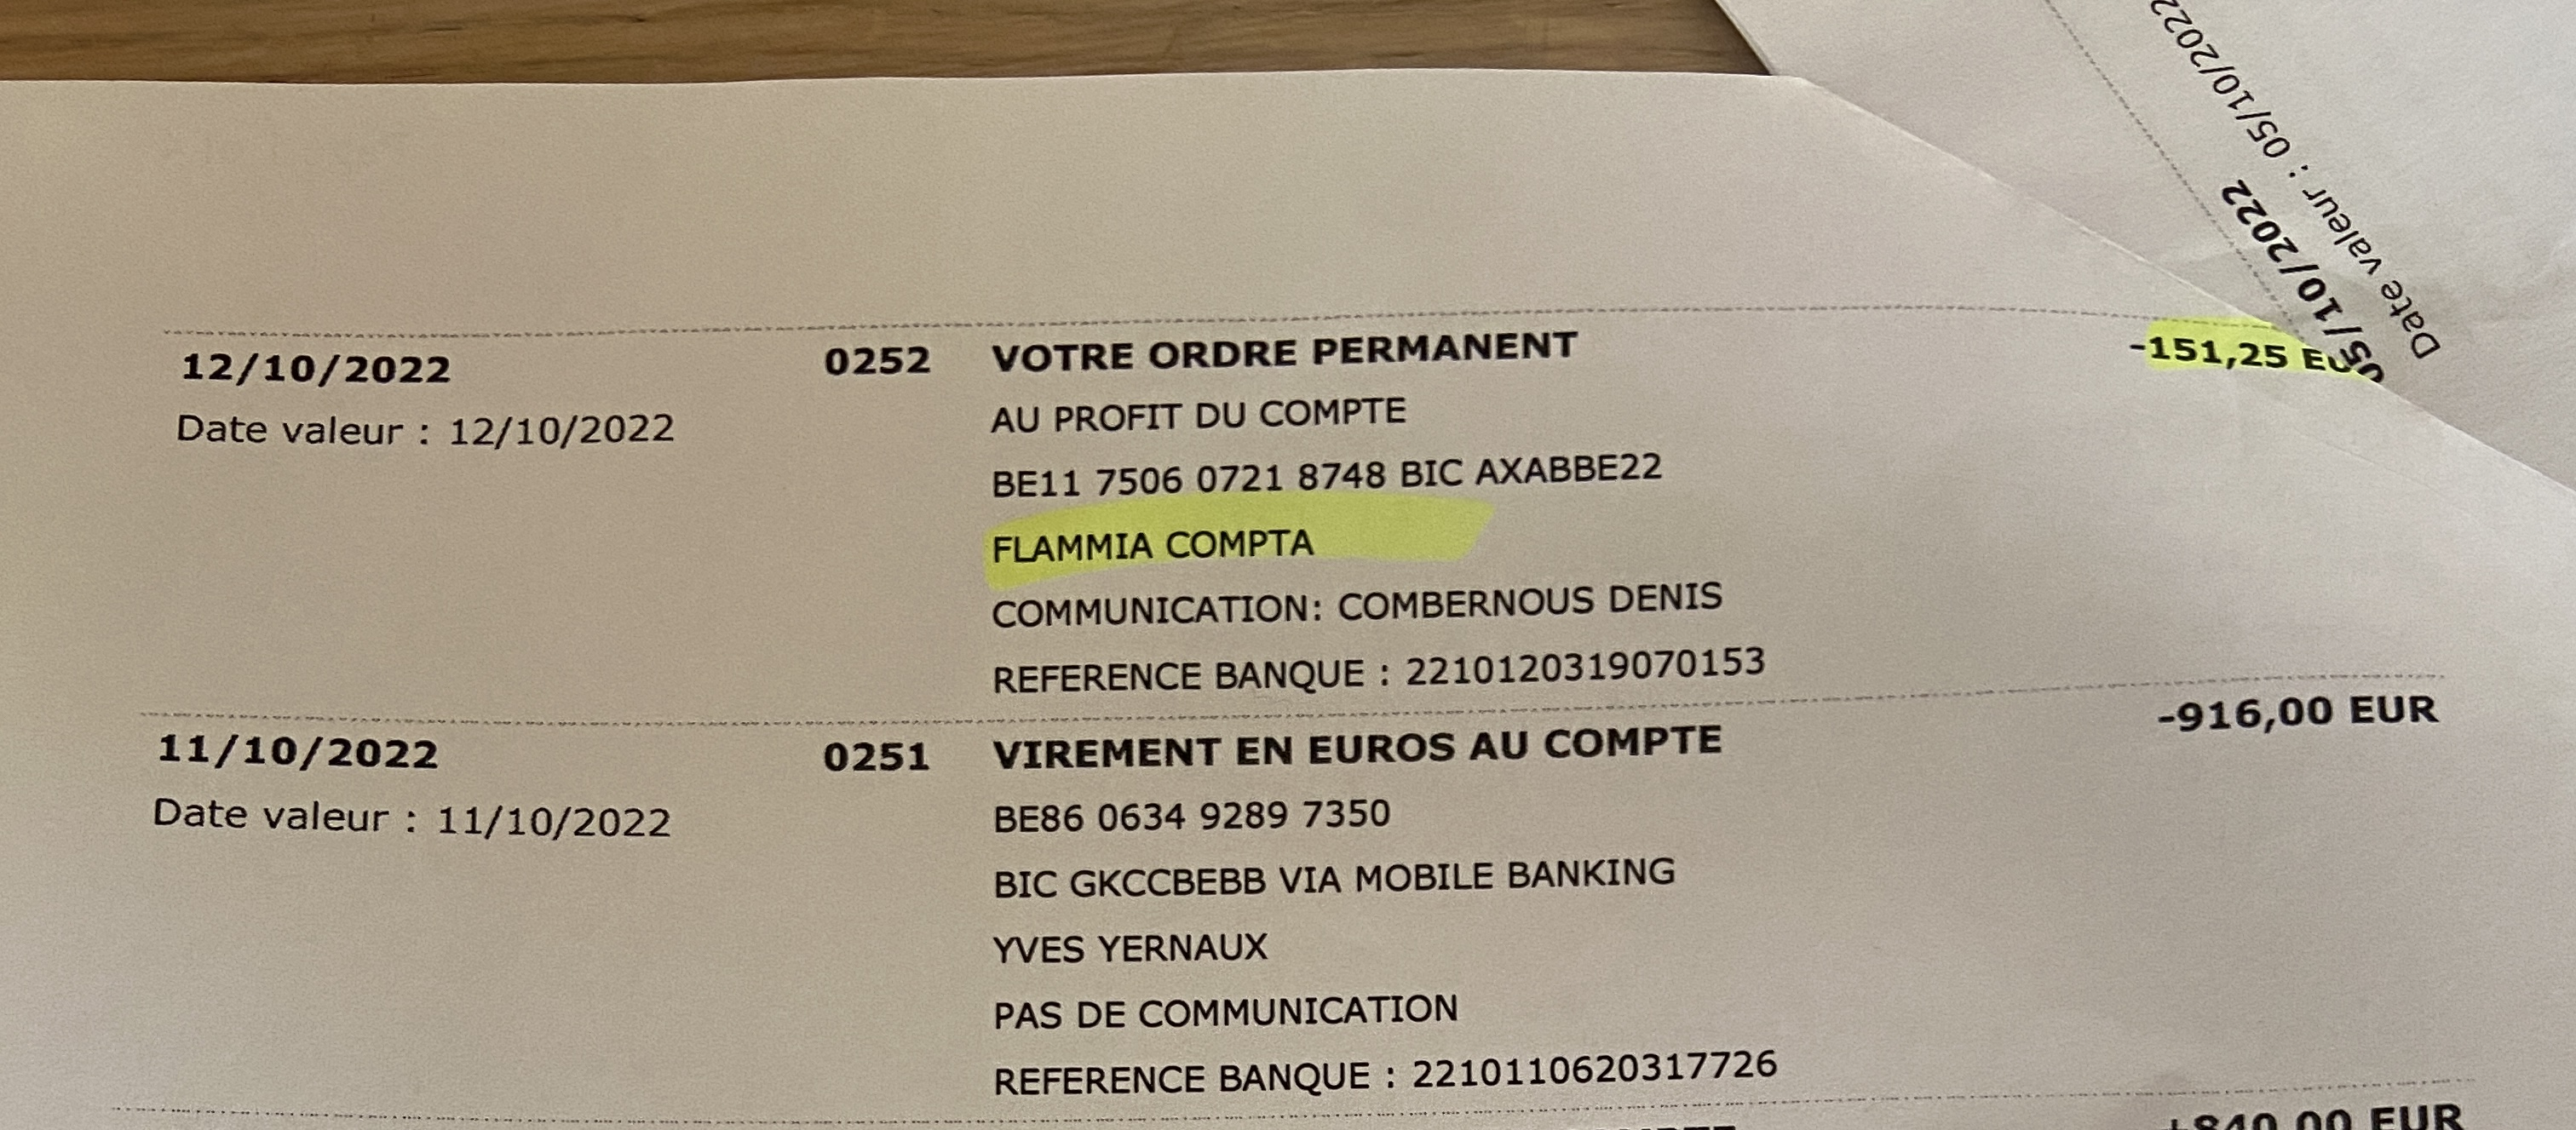 12/10/2022 0252 VOTRE ORDRE PERMANENT -151,25
Date valeur : 12/10/2022 AU PROFIT DU COMPTE
BE11 7506 0721 8748 BIC AXABBE22
FLAMMIA COMPTA
COMMUNICATION: COMBERNOUS DENIS
REFERENCE BANQUE : 2210120319070153
11/10/2022 0251 VIREMENT EN EUROS AU COMPTE -916,00 EUR
Date valeur : 11/10/2022 BE86 0634 9289 7350
BIC GKCCBEBB VIA MOBILE BANKING
YVES YERNAUX
PAS DE COMMUNICATION
REFERENCE BANQUE : 2210110620317726
+840,00 EUR
05/10/2022
Date valeur : 05/10/2022